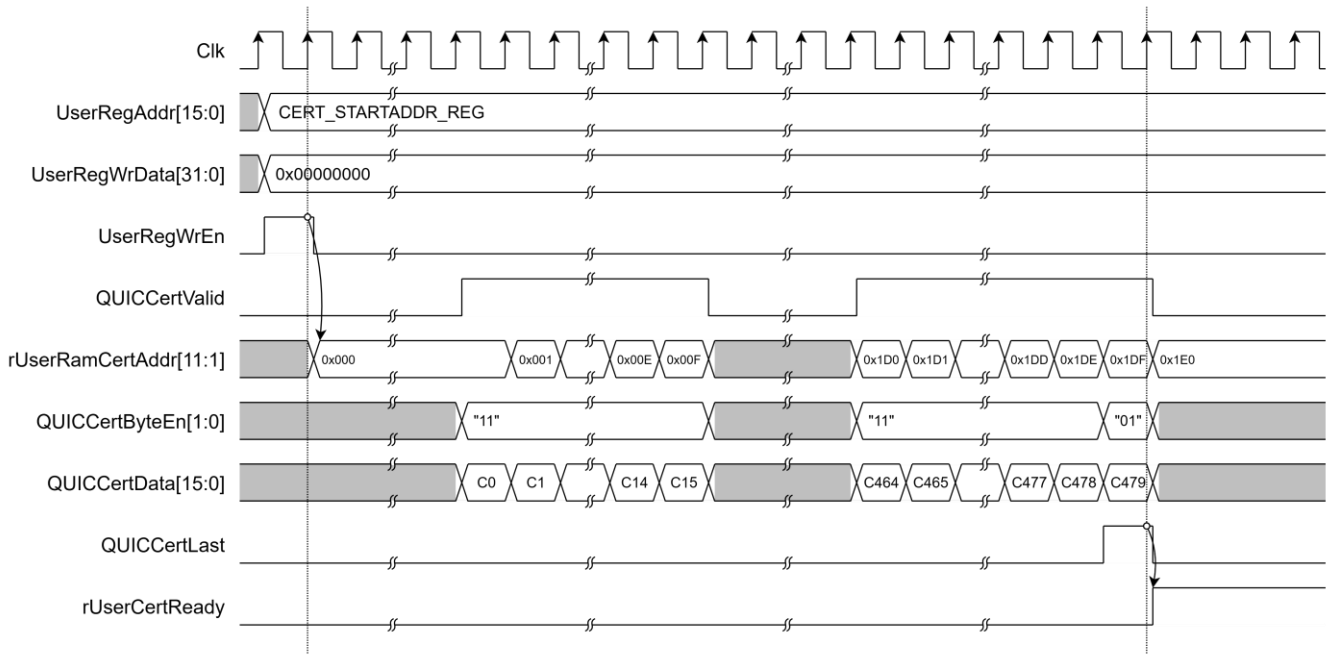 Clk
UserRegAddr[15:0] CERT_STARTADDR_REG
UserRegWrData[31:0] 0x00000000
UserRegWrEn
QUICCertValid
rUserRamCertAddr[11:1] 0x000 0x001 0x00E 0x00F 0x1D0 0x1D1 0x1DD 0x1DE 0x1DF 0x1E0
QUICCertByteEn[1:0] "11" "11" "01"
QUICCertData[15:0] C0 C1 C14 C15 C464 C465 C477 C478 C479
QUICCertLast
rUserCertReady